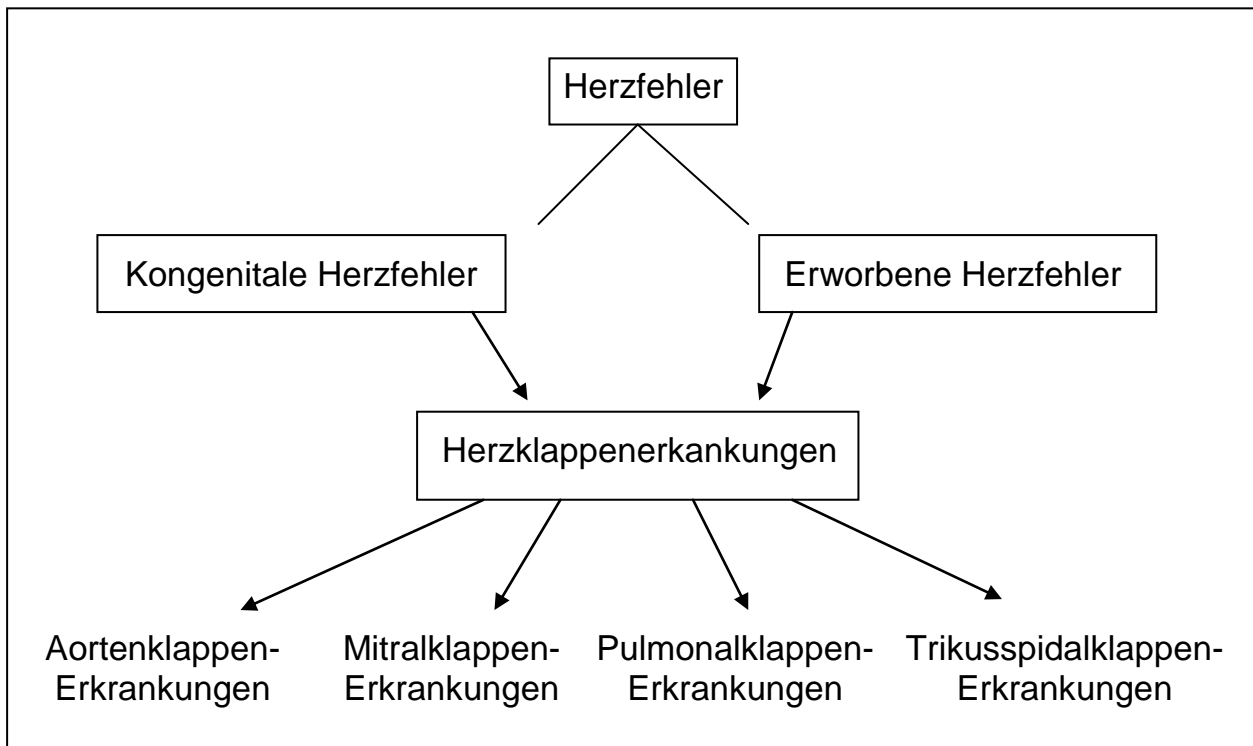 Herzfehler
Kongenitale Herzfehler
Erworbene Herzfehler
Herzklappenerkankungen
Aortenklappen-
Erkrankungen
Mitralklappen-
Erkrankungen
Pulmonalklappen-
Erkrankungen
Trikusspidalklappen-
Erkrankungen